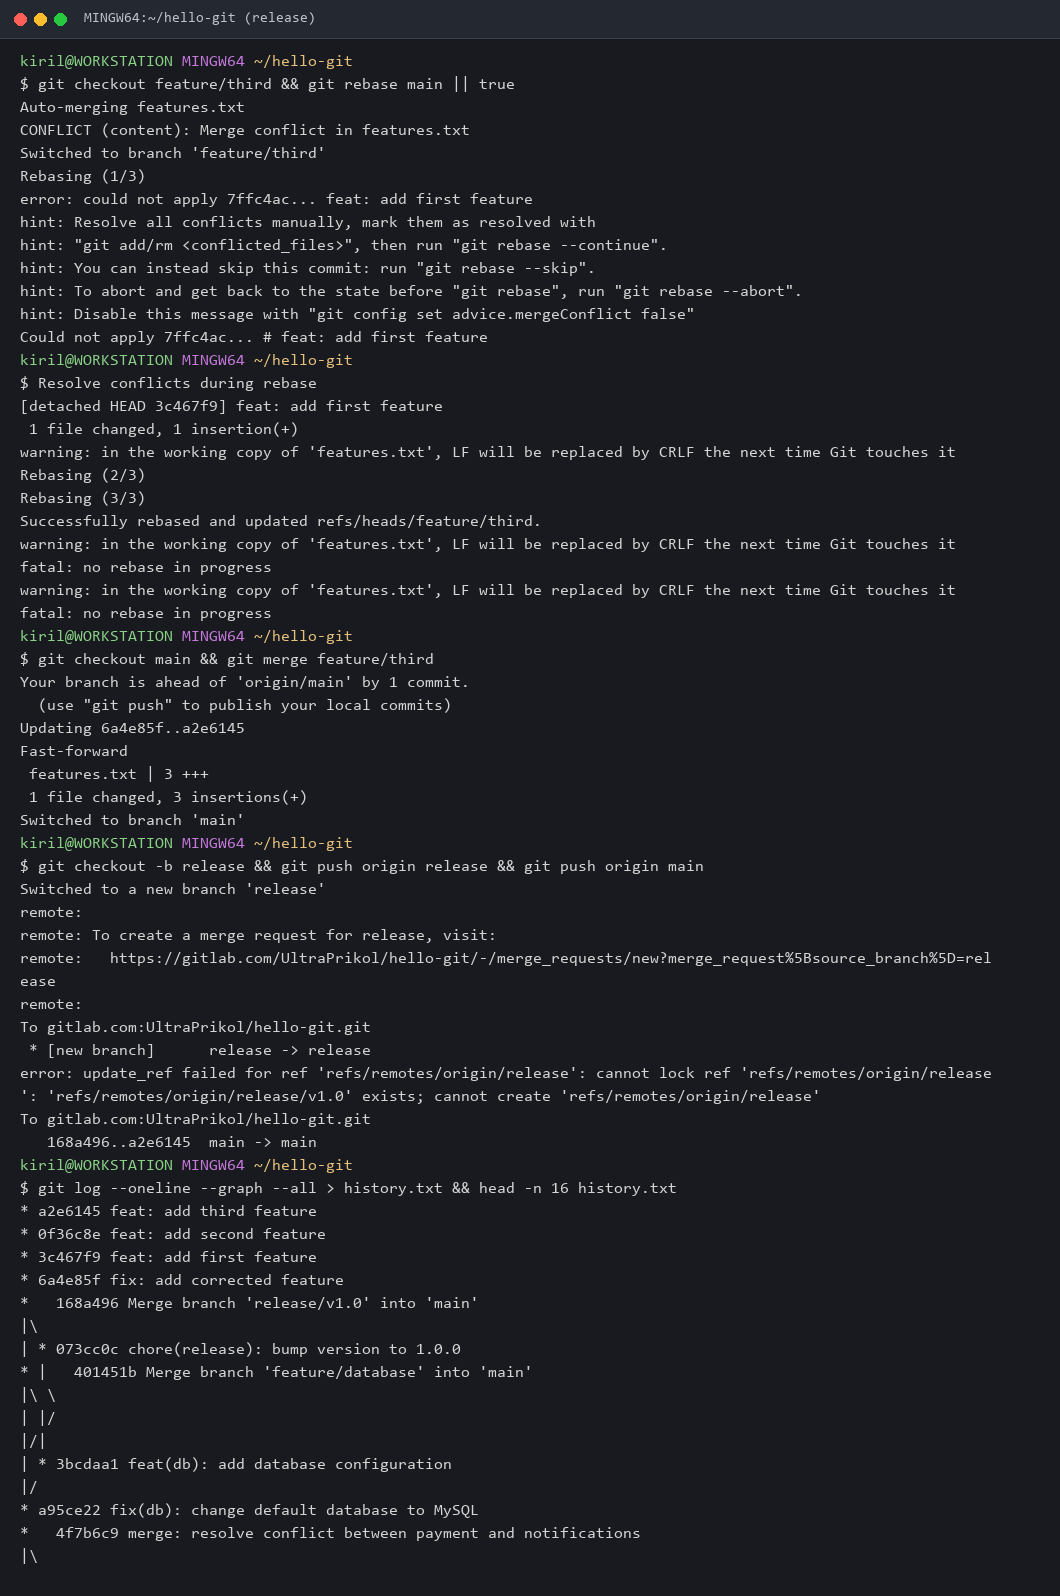 MINGW64:~/hello-git (release)
kiril@WORKSTATION MINGW64 ~/hello-git
$ git checkout feature/third && git rebase main || true
Auto-merging features.txt
CONFLICT (content): Merge conflict in features.txt
Switched to branch 'feature/third'
Rebasing (1/3)
error: could not apply 7ffc4ac... feat: add first feature
hint: Resolve all conflicts manually, mark them as resolved with
hint: "git add/rm <conflicted_files>", then run "git rebase --continue".
hint: You can instead skip this commit: run "git rebase --skip".
hint: To abort and get back to the state before "git rebase", run "git rebase --abort".
hint: Disable this message with "git config set advice.mergeConflict false"
Could not apply 7ffc4ac... # feat: add first feature
kiril@WORKSTATION MINGW64 ~/hello-git
$ Resolve conflicts during rebase
[detached HEAD 3c467f9] feat: add first feature
 1 file changed, 1 insertion(+)
warning: in the working copy of 'features.txt', LF will be replaced by CRLF the next time Git touches it
Rebasing (2/3)
Rebasing (3/3)
Successfully rebased and updated refs/heads/feature/third.
warning: in the working copy of 'features.txt', LF will be replaced by CRLF the next time Git touches it
fatal: no rebase in progress
warning: in the working copy of 'features.txt', LF will be replaced by CRLF the next time Git touches it
fatal: no rebase in progress
kiril@WORKSTATION MINGW64 ~/hello-git
$ git checkout main && git merge feature/third
Your branch is ahead of 'origin/main' by 1 commit.
  (use "git push" to publish your local commits)
Updating 6a4e85f..a2e6145
Fast-forward
 features.txt | 3 +++
 1 file changed, 3 insertions(+)
Switched to branch 'main'
kiril@WORKSTATION MINGW64 ~/hello-git
$ git checkout -b release && git push origin release && git push origin main
Switched to a new branch 'release'
remote:
remote: To create a merge request for release, visit:
remote:   https://gitlab.com/UltraPrikol/hello-git/-/merge_requests/new?merge_request%5Bsource_branch%5D=rel
ease
remote:
To gitlab.com:UltraPrikol/hello-git.git
 * [new branch]      release -> release
error: update_ref failed for ref 'refs/remotes/origin/release': cannot lock ref 'refs/remotes/origin/release
': 'refs/remotes/origin/release/v1.0' exists; cannot create 'refs/remotes/origin/release'
To gitlab.com:UltraPrikol/hello-git.git
   168a496..a2e6145  main -> main
kiril@WORKSTATION MINGW64 ~/hello-git
$ git log --oneline --graph --all > history.txt && head -n 16 history.txt
* a2e6145 feat: add third feature
* 0f36c8e feat: add second feature
* 3c467f9 feat: add first feature
* 6a4e85f fix: add corrected feature
*   168a496 Merge branch 'release/v1.0' into 'main'
|\
| * 073cc0c chore(release): bump version to 1.0.0
* |   401451b Merge branch 'feature/database' into 'main'
|\ \
| |/
|/|
| * 3bcdaa1 feat(db): add database configuration
|/
* a95ce22 fix(db): change default database to MySQL
*   4f7b6c9 merge: resolve conflict between payment and notifications
|\